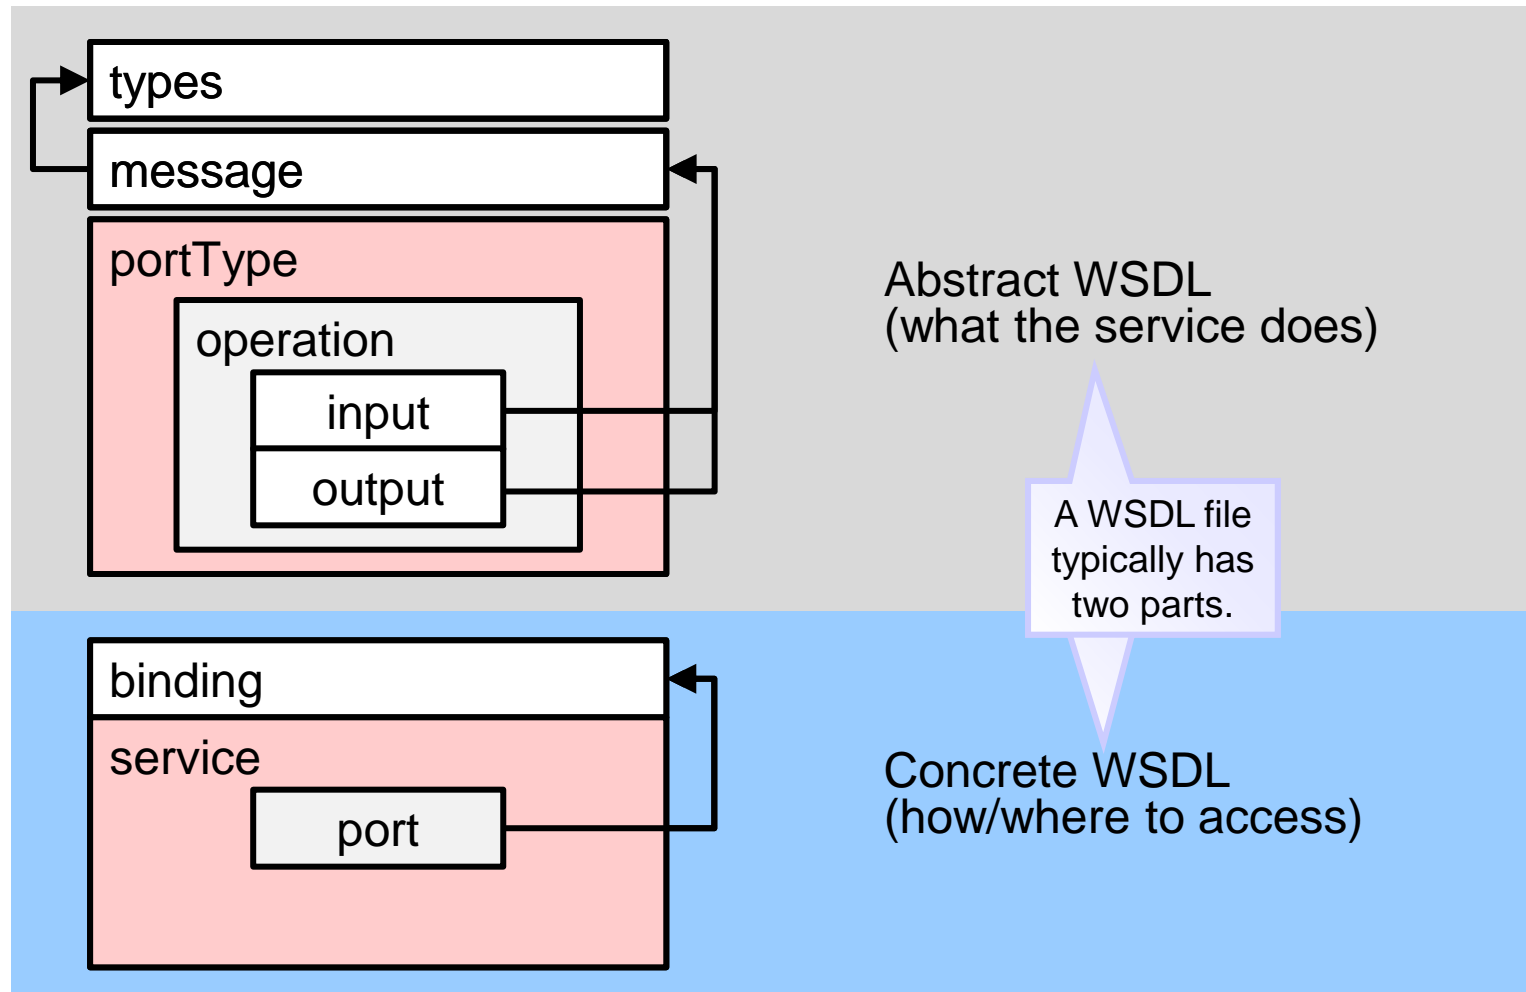 types
message
portType
operation
input
output
Abstract WSDL
(what the service does)
A WSDL file
typically has
two parts.
binding
service
port
Concrete WSDL
(how/where to access)